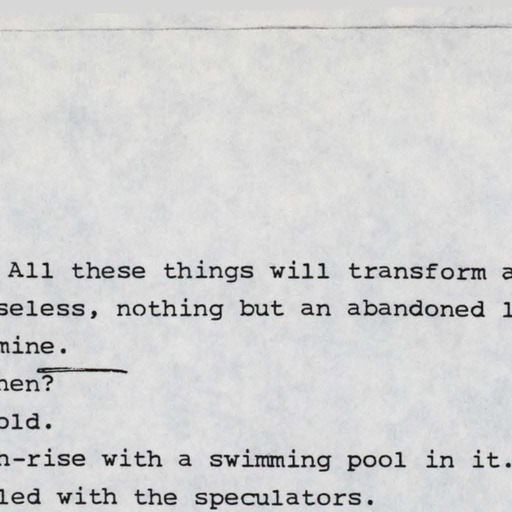 All these things will transform a
seless, nothing but an abandoned l
mine.
hen?
old.
h-rise with a swimming pool in it.
led with the speculators.